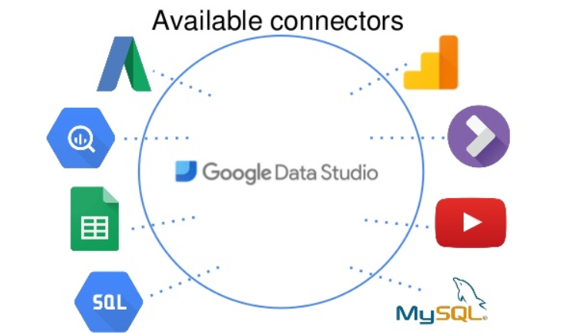 Available connectors
Google Data Studio
SQL
MySQL